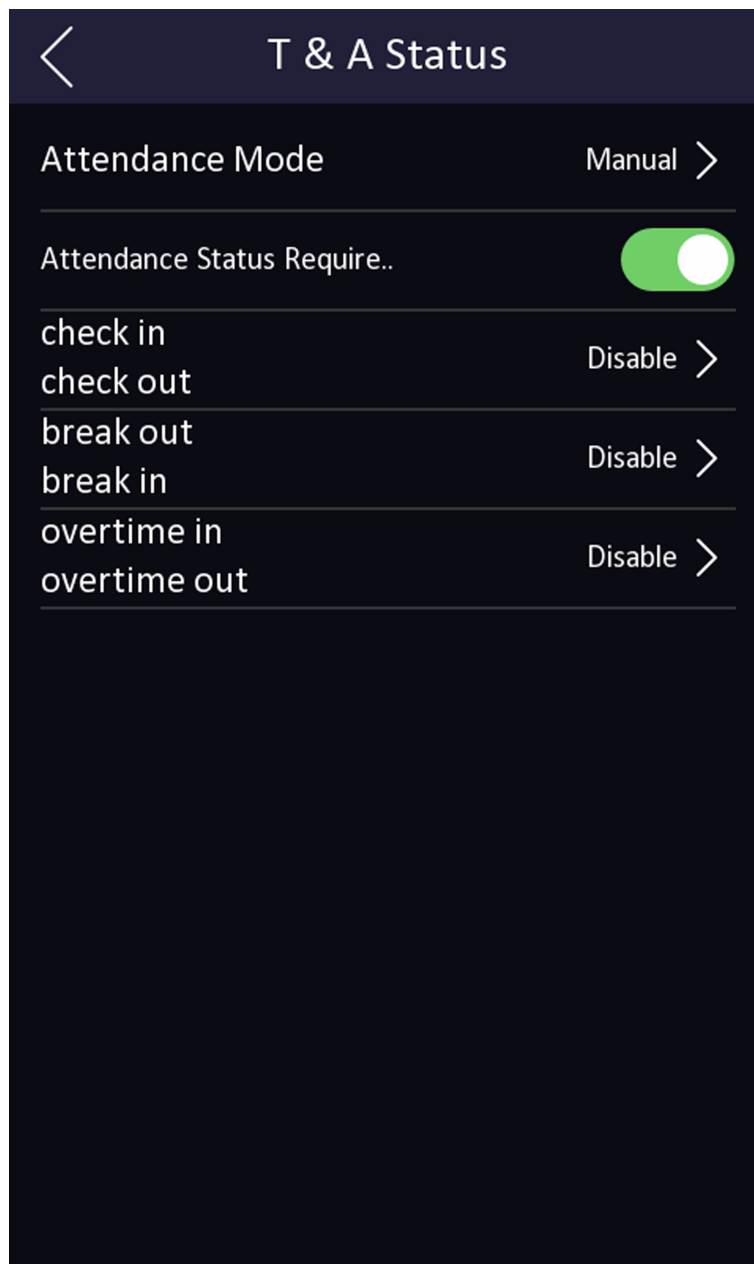 T & A Status
Attendance Mode
Manual
Attendance Status Require..
check in
check out
Disable
break out
break in
Disable
overtime in
overtime out
Disable